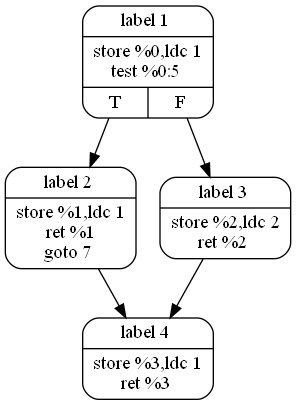 label 1
store %0,ldc 1
test %0:5
T
F
label 2
store %1,ldc 1
ret %1
goto 7
label 3
store %2,ldc 2
ret %2
label 4
store %3,ldc 1
ret %3